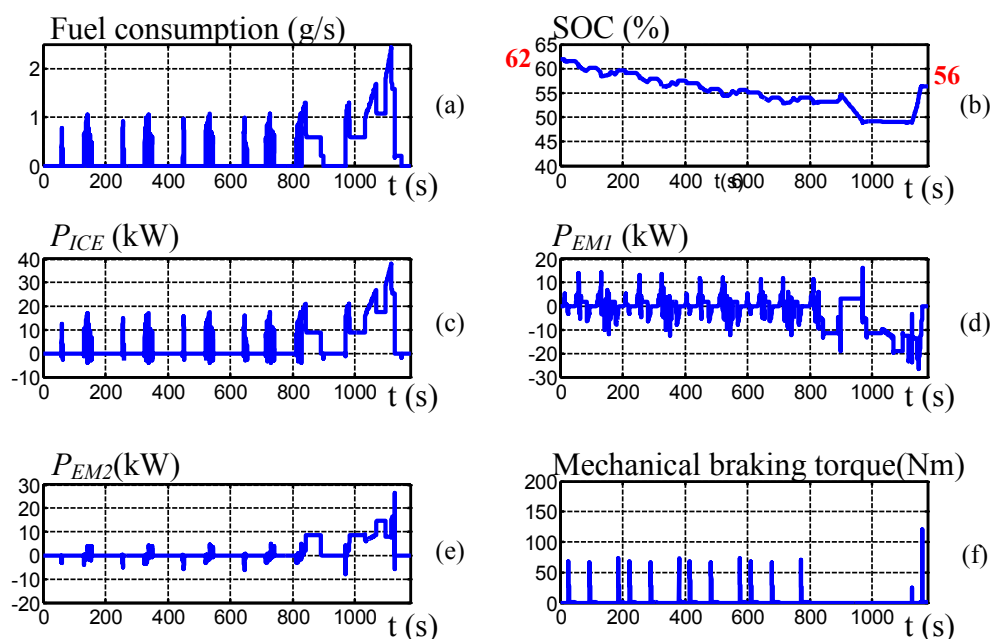 Fuel consumption (g/s)
2
1
0
0 200 400 600 800 1000
t (s)
(a)
SOC (%)
65
60
55
50
45
40
62
56
0 200 400 600 800 1000
t(s)
t (s)
(b)
P_ICE (kW)
40
30
20
10
0
-10
0 200 400 600 800 1000
t (s)
(c)
P_EM1 (kW)
20
10
0
-10
-20
-30
0 200 400 600 800 1000
t (s)
(d)
P_EM2(kW)
30
20
10
0
-10
-20
0 200 400 600 800 1000
t (s)
(e)
Mechanical braking torque(Nm)
200
150
100
50
0
0 200 400 600 800 1000
t (s)
(f)